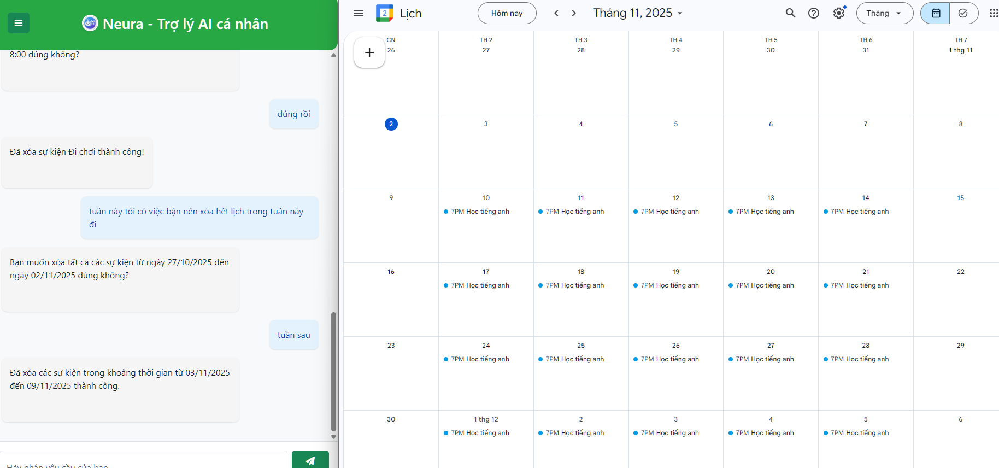 Neura - Trợ lý AI cá nhân
8:00 đúng không?
đúng rồi
Đã xóa sự kiện Đi chơi thành công!
tuần này tôi có việc bận nên xóa hết lịch trong tuần này
đi
Bạn muốn xóa tất cả các sự kiện từ ngày 27/10/2025 đến
ngày 02/11/2025 đúng không?
tuần sau
Đã xóa các sự kiện trong khoảng thời gian từ 03/11/2025
đến 09/11/2025 thành công.
Hãy nhập yêu cầu của bạn
2 Lịch Hôm nay Tháng 11, 2025 Tháng
CN TH 2 TH 3 TH 4 TH 5 TH 6 TH 7
26 27 28 29 30 31 1 thg 11
2 3 4 5 6 7 8
9 10 11 12 13 14 15
7PM Học tiếng anh 7PM Học tiếng anh 7PM Học tiếng anh 7PM Học tiếng anh 7PM Học tiếng anh
16 17 18 19 20 21 22
7PM Học tiếng anh 7PM Học tiếng anh 7PM Học tiếng anh 7PM Học tiếng anh 7PM Học tiếng anh
23 24 25 26 27 28 29
7PM Học tiếng anh 7PM Học tiếng anh 7PM Học tiếng anh 7PM Học tiếng anh 7PM Học tiếng anh
30 1 thg 12 2 3 4 5 6
7PM Học tiếng anh 7PM Học tiếng anh 7PM Học tiếng anh 7PM Học tiếng anh 7PM Học tiếng anh